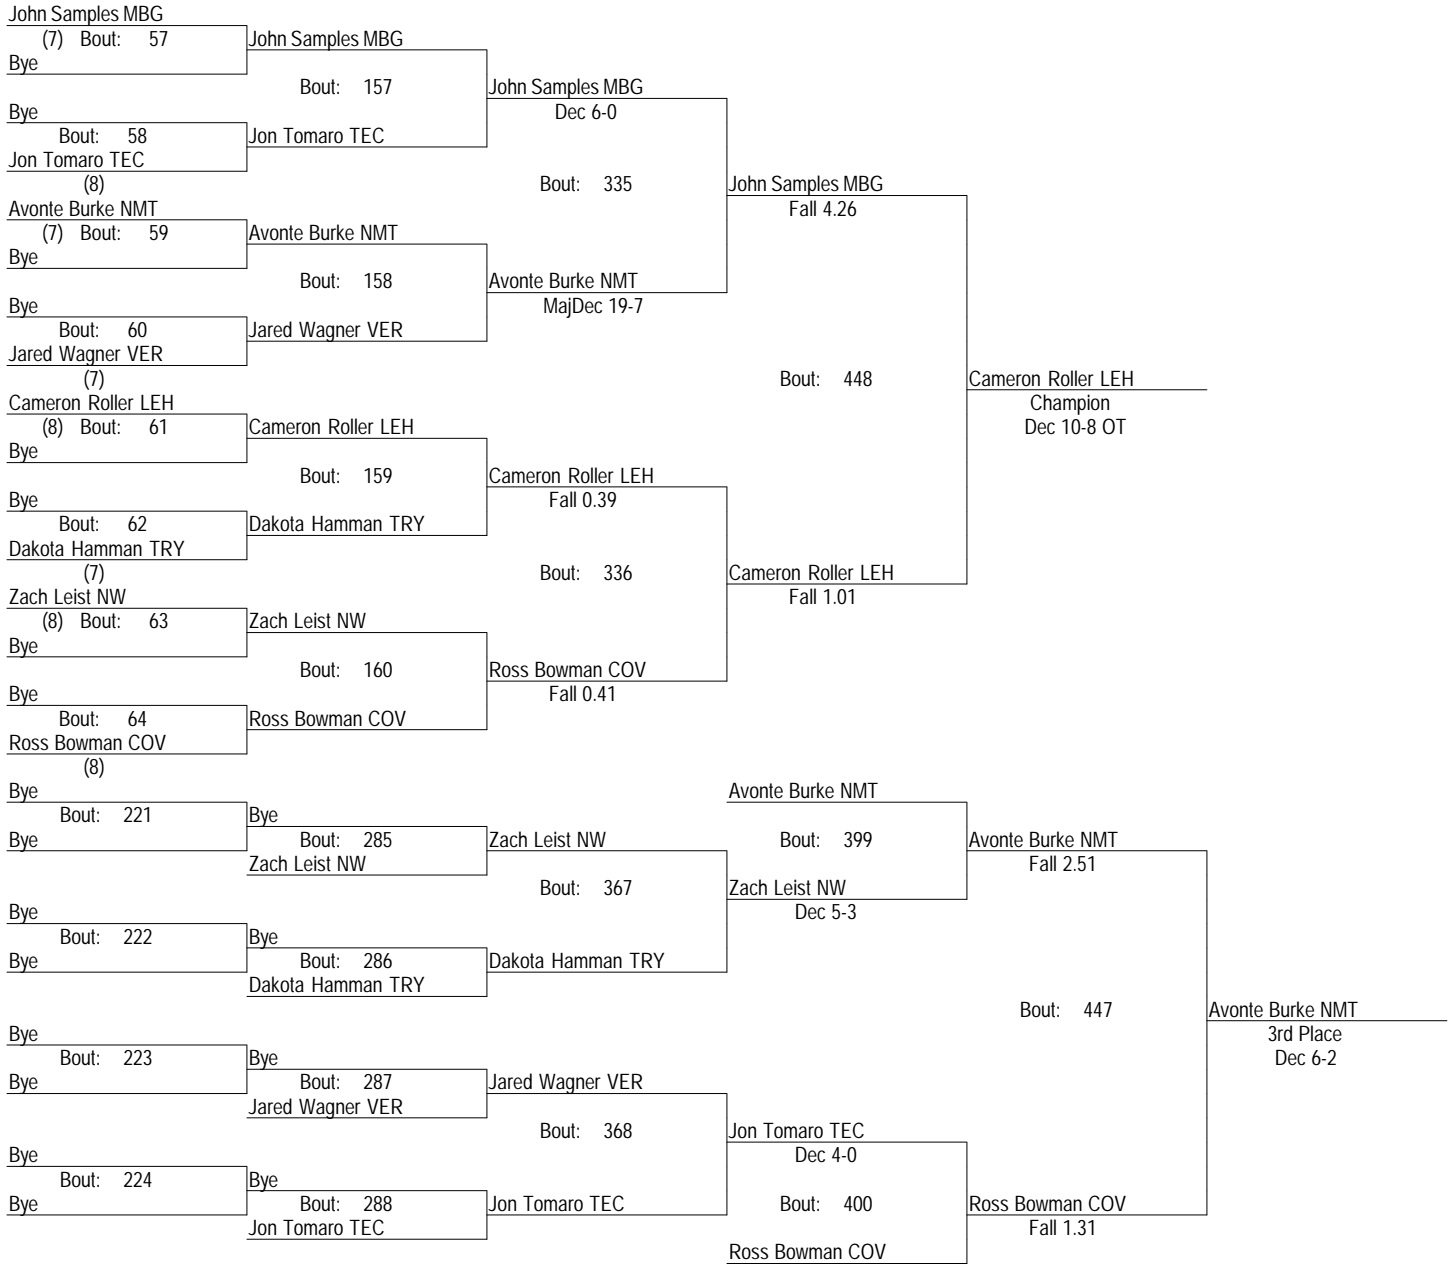 John Samples MBG
(7) Bout: 57 John Samples MBG
Bye
Bout: 157 John Samples MBG
Bye Dec 6-0
Bout: 58 Jon Tomaro TEC
Jon Tomaro TEC
(8) Bout: 335 John Samples MBG
Avonte Burke NMT Fall 4.26
(7) Bout: 59 Avonte Burke NMT
Bye
Bout: 158 Avonte Burke NMT
Bye MajDec 19-7
Bout: 60 Jared Wagner VER
Jared Wagner VER
(7) Bout: 448 Cameron Roller LEH
Cameron Roller LEH Champion
(8) Bout: 61 Cameron Roller LEH Dec 10-8 OT
Bye
Bout: 159 Cameron Roller LEH
Bye Fall 0.39
Bout: 62 Dakota Hamman TRY
Dakota Hamman TRY
(7) Bout: 336 Cameron Roller LEH
Zach Leist NW Fall 1.01
(8) Bout: 63 Zach Leist NW
Bye
Bout: 160 Ross Bowman COV
Bye Fall 0.41
Bout: 64 Ross Bowman COV
Ross Bowman COV
(8)
Bye Avonte Burke NMT
Bout: 221 Bye
Bye Bout: 285 Zach Leist NW Bout: 399 Avonte Burke NMT
Zach Leist NW Fall 2.51
Bout: 367 Zach Leist NW
Bye Dec 5-3
Bout: 222 Bye
Bye Bout: 286 Dakota Hamman TRY
Dakota Hamman TRY
Bout: 447 Avonte Burke NMT
Bye 3rd Place
Bout: 223 Bye Dec 6-2
Bye Bout: 287 Jared Wagner VER
Jared Wagner VER
Bout: 368 Jon Tomaro TEC
Bye Dec 4-0
Bout: 224 Bye
Bye Bout: 288 Jon Tomaro TEC Bout: 400 Ross Bowman COV
Jon Tomaro TEC Fall 1.31
Ross Bowman COV